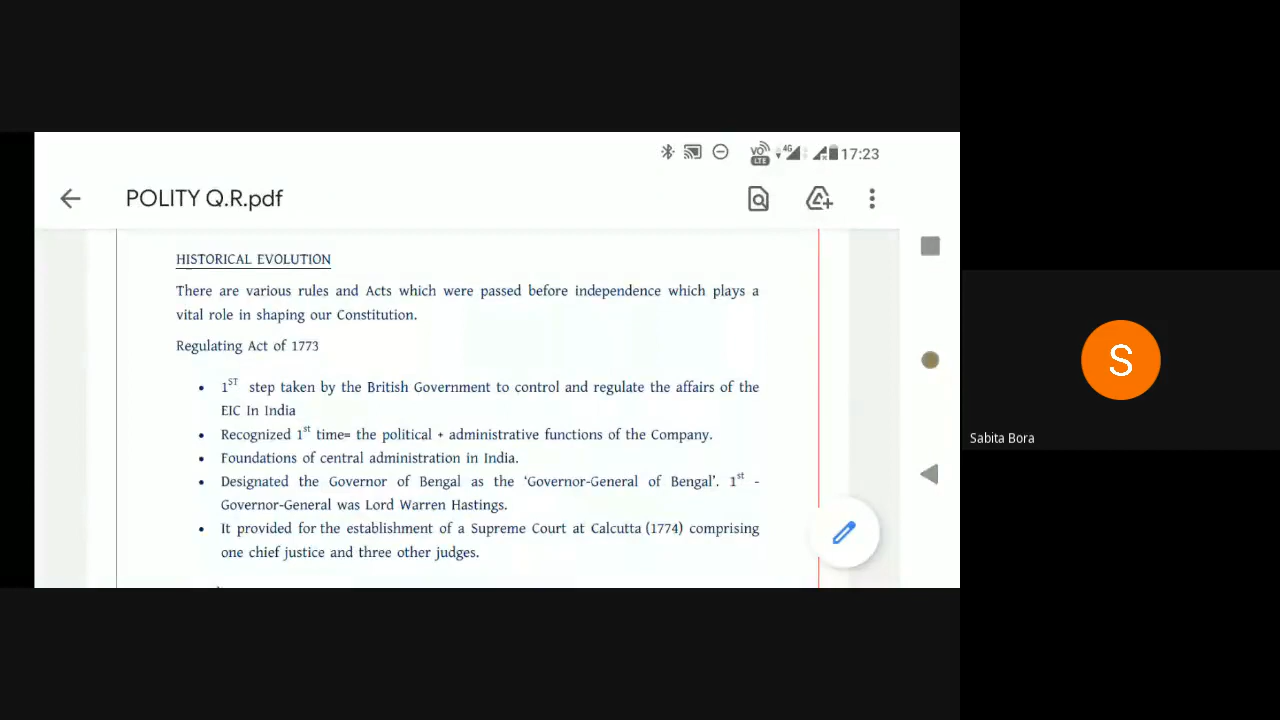 VO 4G 17:23
LTE
POLITY Q.R.pdf
HISTORICAL EVOLUTION
There are various rules and Acts which were passed before independence which plays a
vital role in shaping our Constitution.
Regulating Act of 1773
• 1ST step taken by the British Government to control and regulate the affairs of the
EIC In India
• Recognized 1st time= the political + administrative functions of the Company.
• Foundations of central administration in India.
• Designated the Governor of Bengal as the ‘Governor-General of Bengal’. 1st -
Governor-General was Lord Warren Hastings.
• It provided for the establishment of a Supreme Court at Calcutta (1774) comprising
one chief justice and three other judges.
S
Sabita Bora